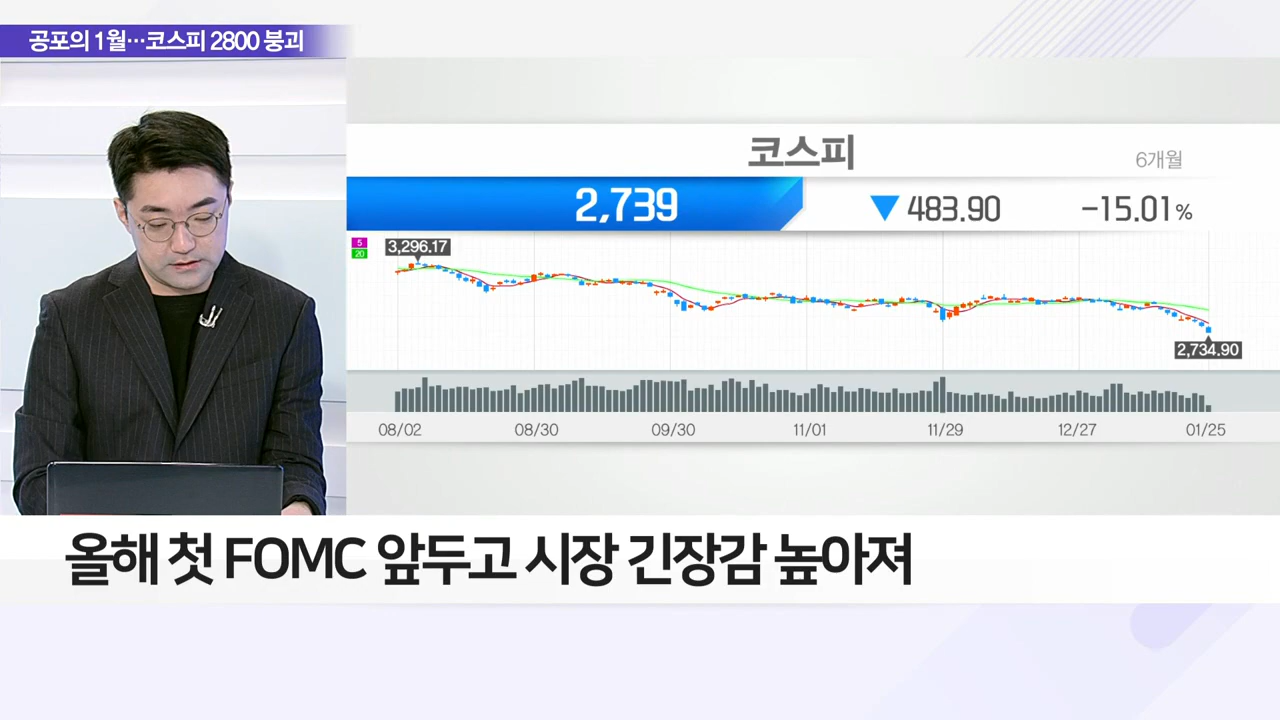 공포의 1월…코스피 2800 붕괴
코스피
6개월
2,739 ▼ 483.90 -15.01%
5
20
3,296.17
2,734.90
08/02 08/30 09/30 11/01 11/29 12/27 01/25
올해 첫 FOMC 앞두고 시장 긴장감 높아져